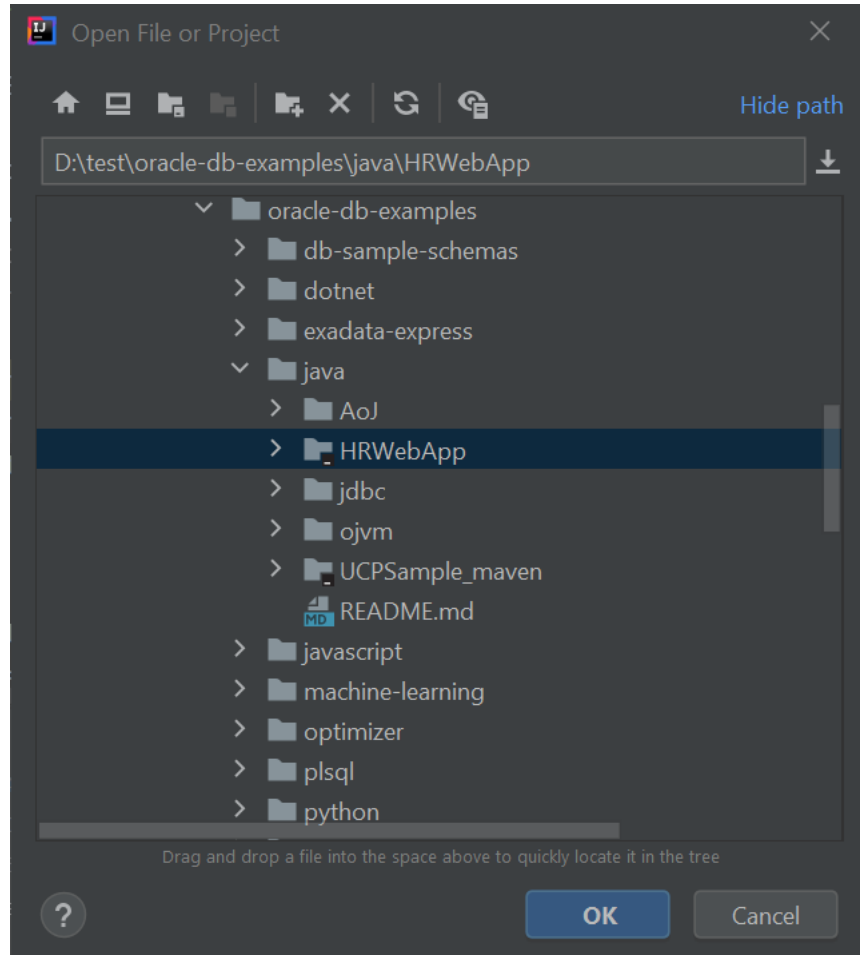 Open File or Project
Hide path
D:\test\oracle-db-examples\java\HRWebApp
oracle-db-examples
db-sample-schemas
dotnet
exadata-express
java
AoJ
HRWebApp
jdbc
ojvm
UCPSample_maven
MD README.md
javascript
machine-learning
optimizer
plsql
python
Drag and drop a file into the space above to quickly locate it in the tree
? OK Cancel